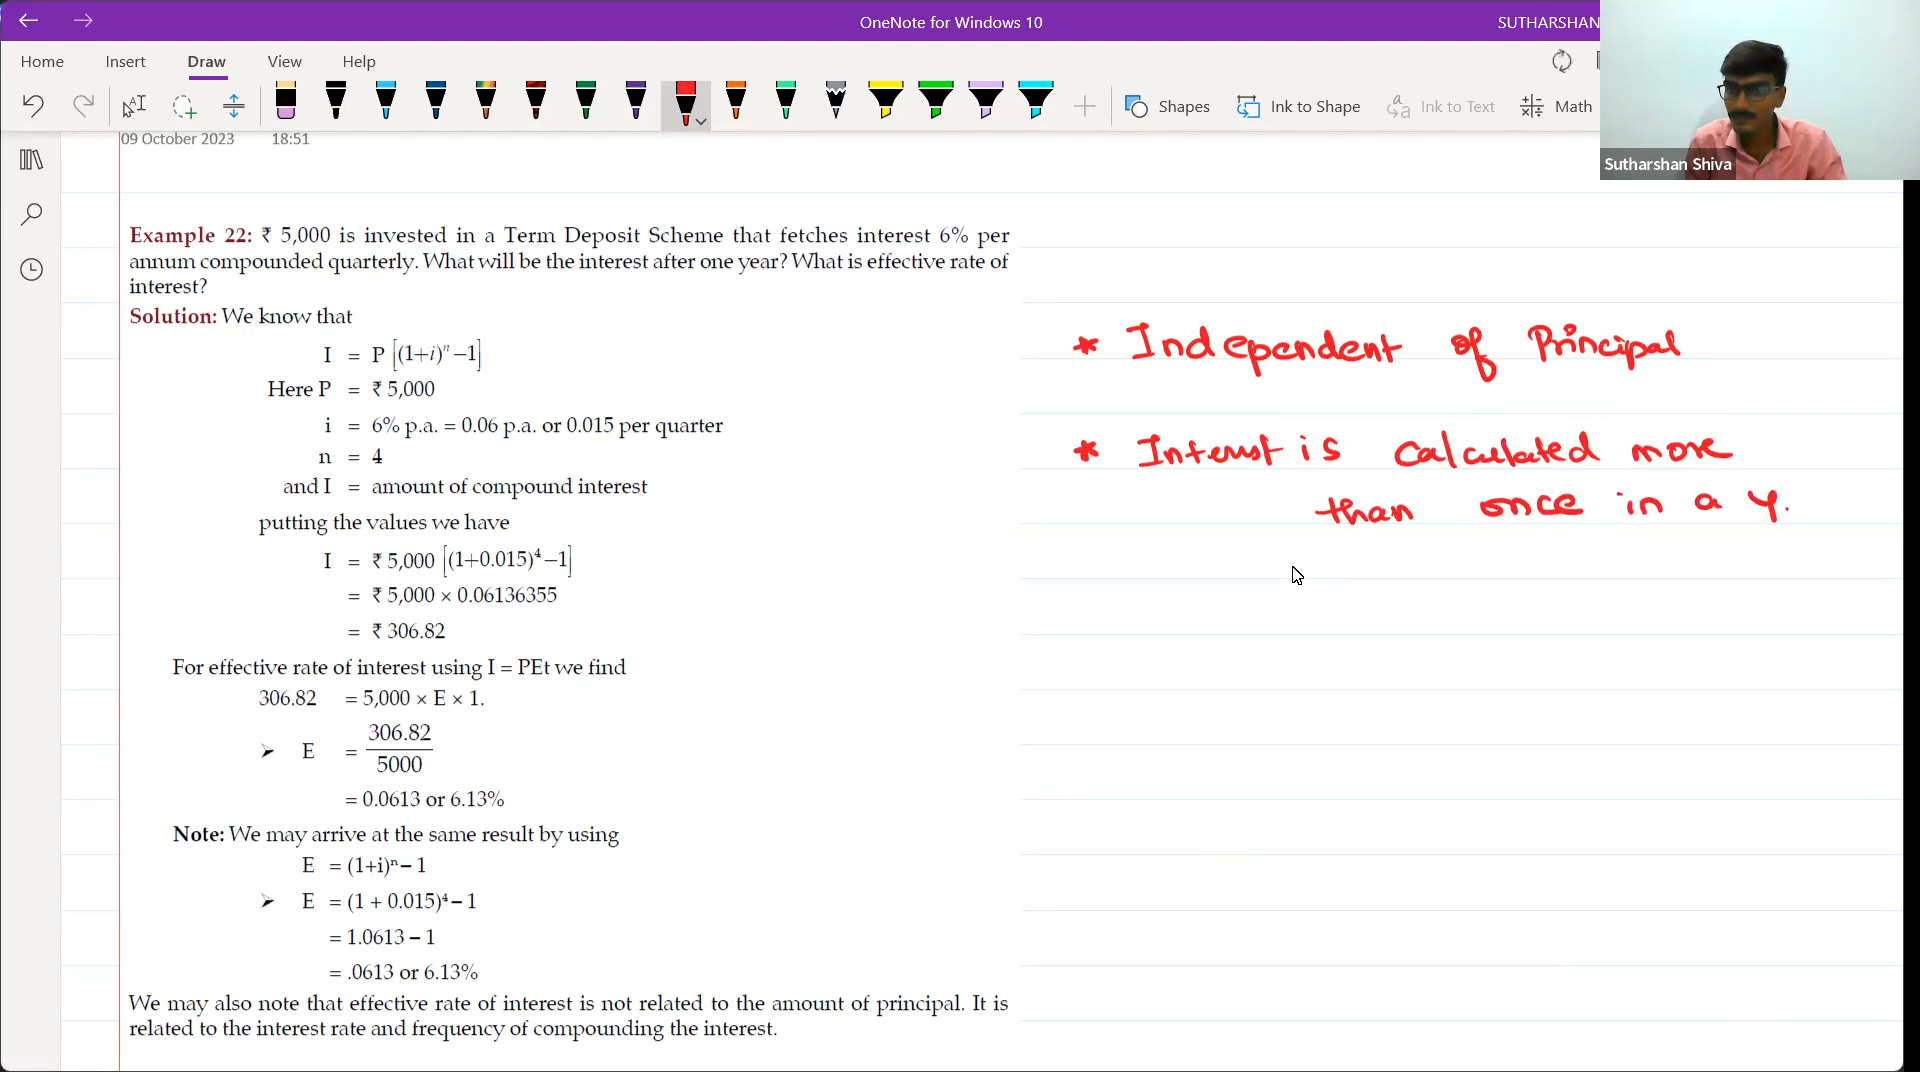 OneNote for Windows 10
SUTHARSHAN
Home Insert Draw View Help
Shapes Ink to Shape Ink to Text Math
Sutharshan Shiva
09 October 2023 18:51
Example 22: ₹ 5,000 is invested in a Term Deposit Scheme that fetches interest 6% per
annum compounded quarterly. What will be the interest after one year? What is effective rate of
interest?
Solution: We know that
I = P [(1+i)ⁿ −1]
Here P = ₹ 5,000
i = 6% p.a. = 0.06 p.a. or 0.015 per quarter
n = 4
and I = amount of compound interest
putting the values we have
I = ₹ 5,000 [(1+0.015)⁴ −1]
= ₹ 5,000 × 0.06136355
= ₹ 306.82
For effective rate of interest using I = PEt we find
306.82 = 5,000 × E × 1.
➢ E = 306.82
5000
= 0.0613 or 6.13%
Note: We may arrive at the same result by using
E = (1+i)ⁿ – 1
➢ E = (1 + 0.015)⁴ – 1
= 1.0613 – 1
= .0613 or 6.13%
We may also note that effective rate of interest is not related to the amount of principal. It is
related to the interest rate and frequency of compounding the interest.
* Independent of Principal
* Interest is calculated more
than once in a Y.